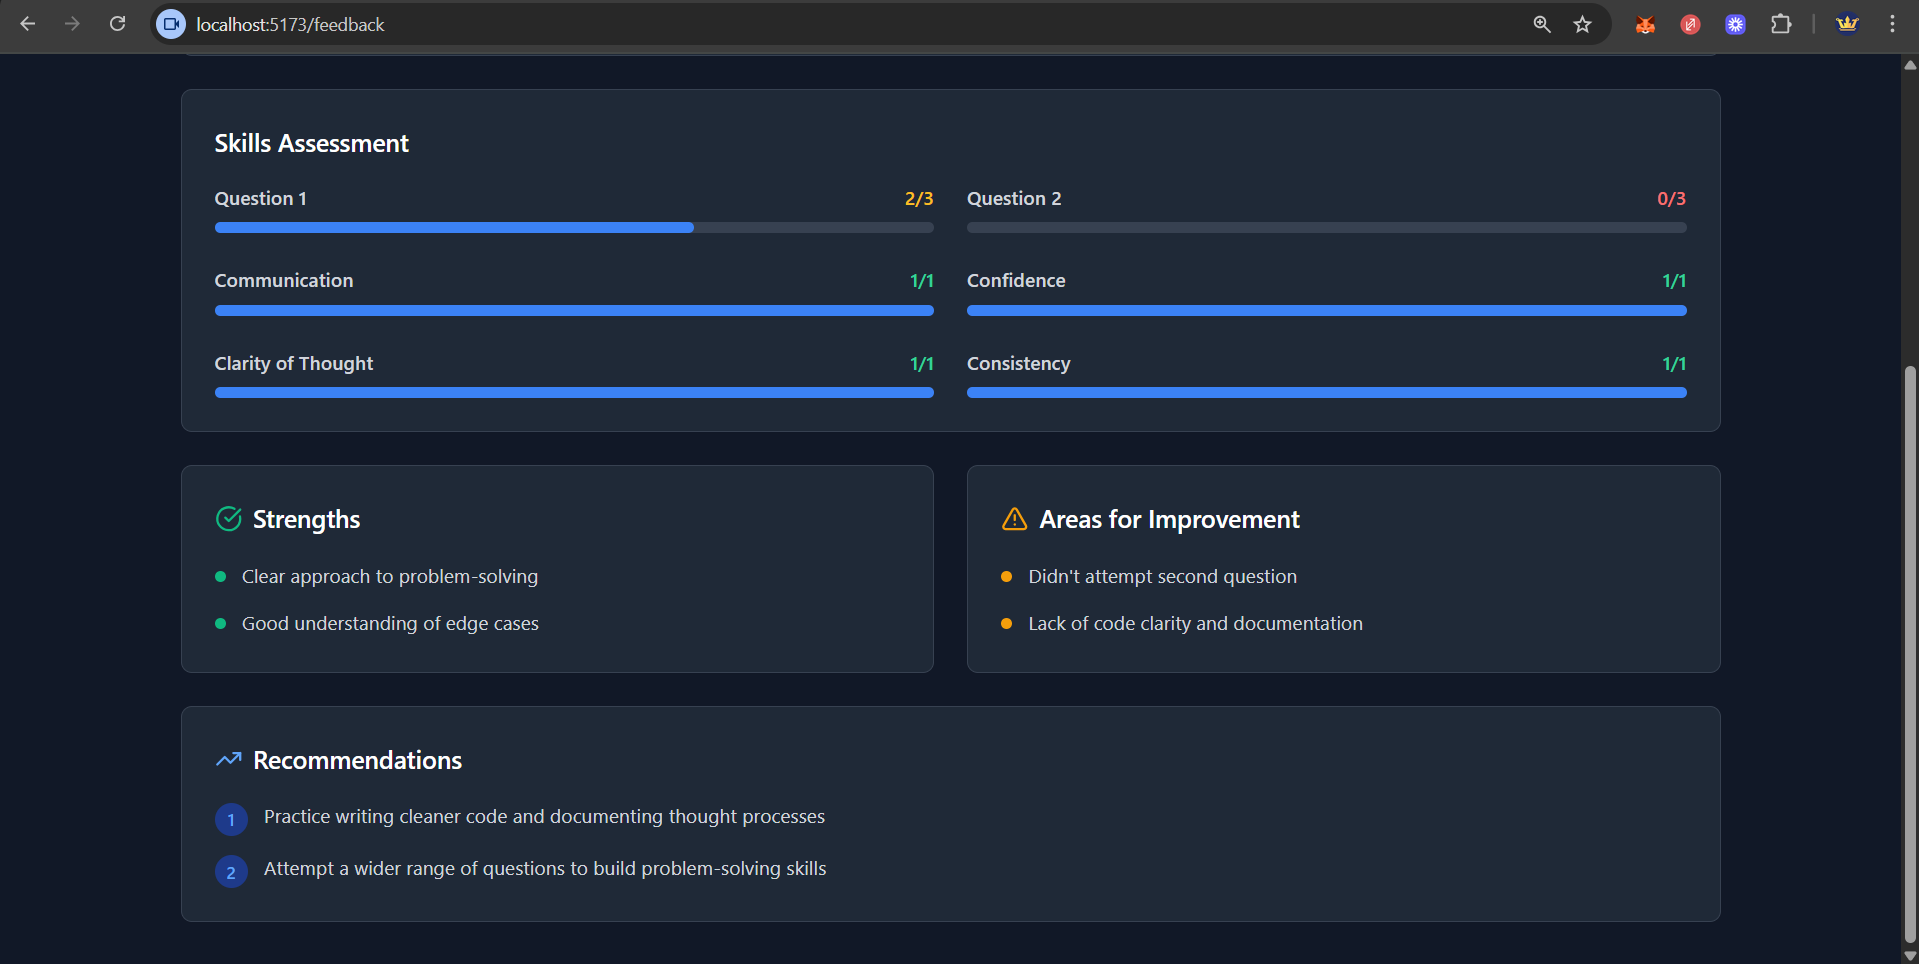 localhost:5173/feedback
Skills Assessment
Question 1 2/3
Question 2 0/3
Communication 1/1
Confidence 1/1
Clarity of Thought 1/1
Consistency 1/1
Strengths
Clear approach to problem-solving
Good understanding of edge cases
Areas for Improvement
Didn't attempt second question
Lack of code clarity and documentation
Recommendations
1 Practice writing cleaner code and documenting thought processes
2 Attempt a wider range of questions to build problem-solving skills